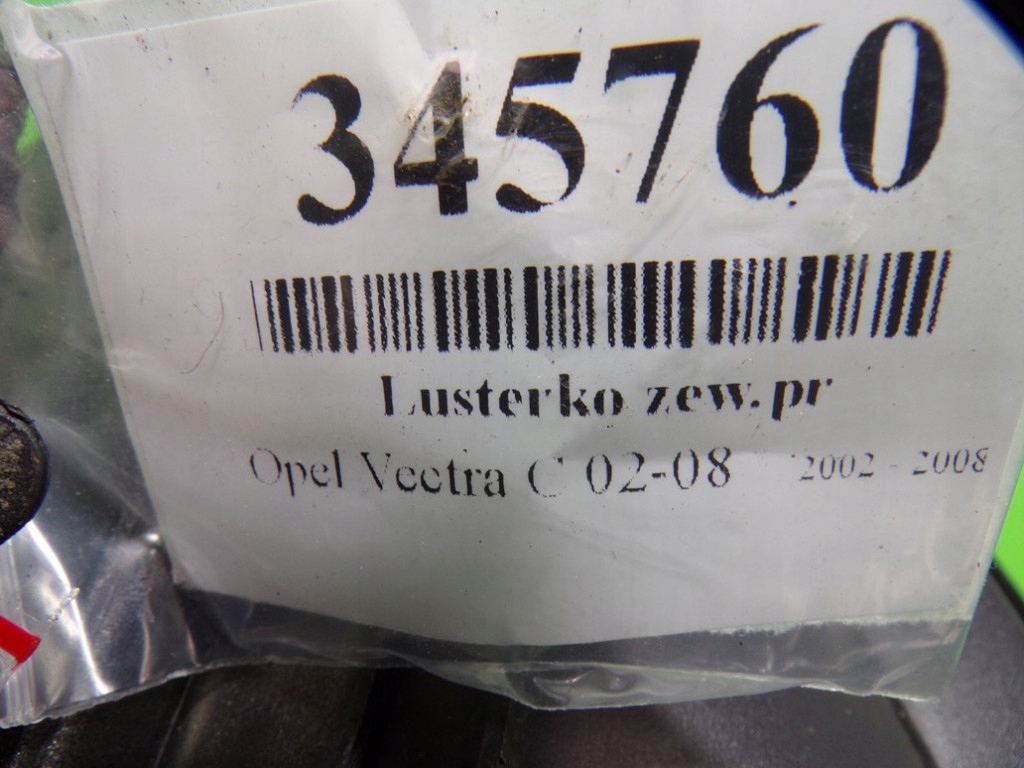 345760
Lusterko zew.pr
Opel Vectra C 02-08 2002 - 2008